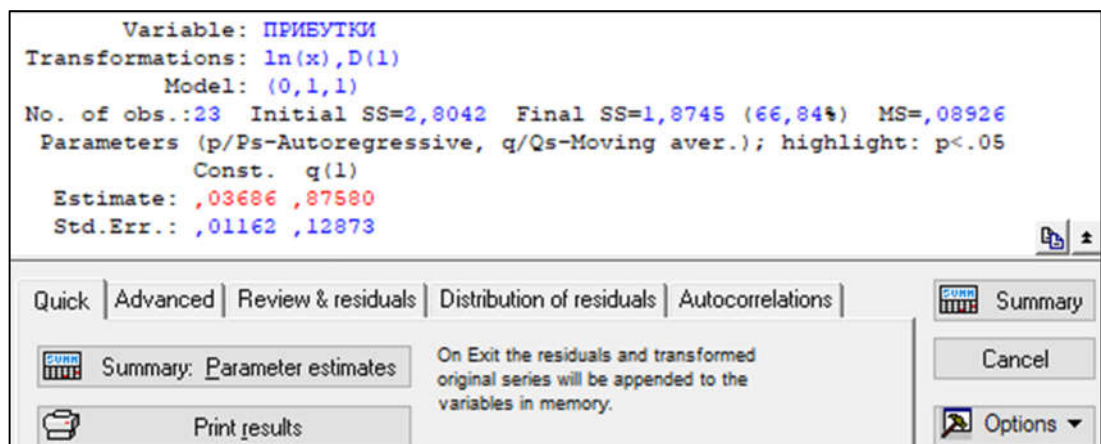 Variable: ПРИБУТКИ
Transformations: ln(x),D(1)
Model: (0,1,1)
No. of obs.:23 Initial SS=2,8042 Final SS=1,8745 (66,84%) MS=,08926
Parameters (p/Ps-Autoregressive, q/Qs-Moving aver.); highlight: p<.05
Const. q(1)
Estimate: ,03686 ,87580
Std.Err.: ,01162 ,12873
Quick Advanced Review & residuals Distribution of residuals Autocorrelations
Summary
Summary: Parameter estimates
On Exit the residuals and transformed
original series will be appended to the
variables in memory.
Cancel
Print results
Options